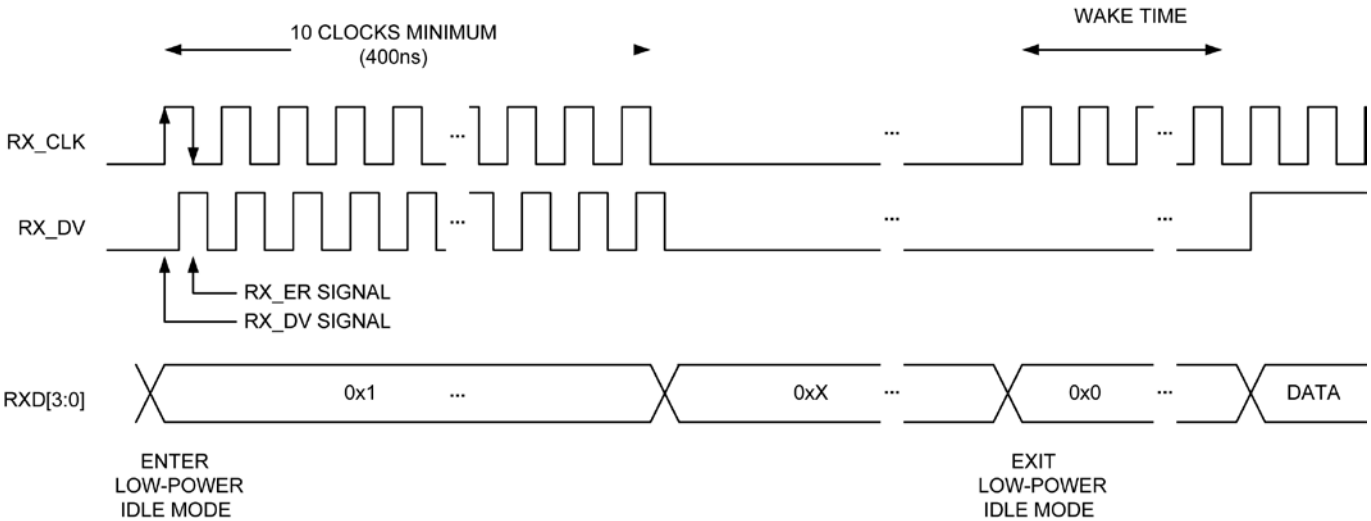 WAKE TIME
10 CLOCKS MINIMUM
(400ns)
RX_CLK
...
...
...
RX_DV
...
...
...
RX_ER SIGNAL
RX_DV SIGNAL
RXD[3:0]
0x1
...
0xX
...
0x0
...
DATA
ENTER
LOW-POWER
IDLE MODE
EXIT
LOW-POWER
IDLE MODE